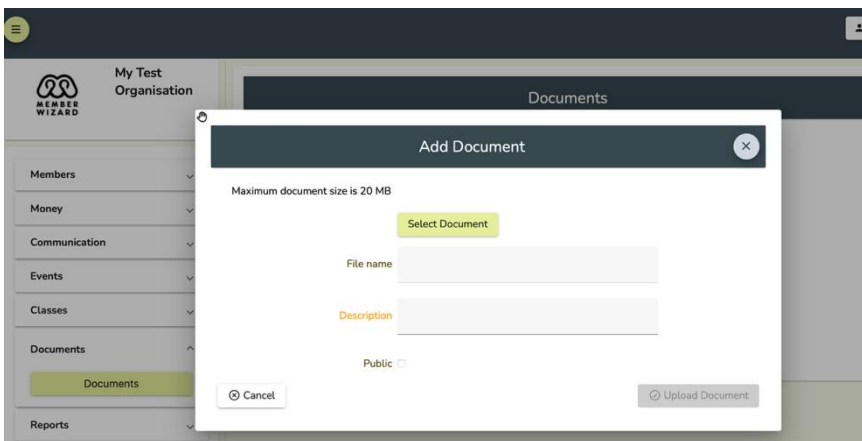 My Test
Organisation
MEMBER
WIZARD
Documents
Add Document
Members
Maximum document size is 20 MB
Money
Select Document
Communication
File name
Events
Classes
Description
Documents
Public
Documents
Cancel
Upload Document
Reports